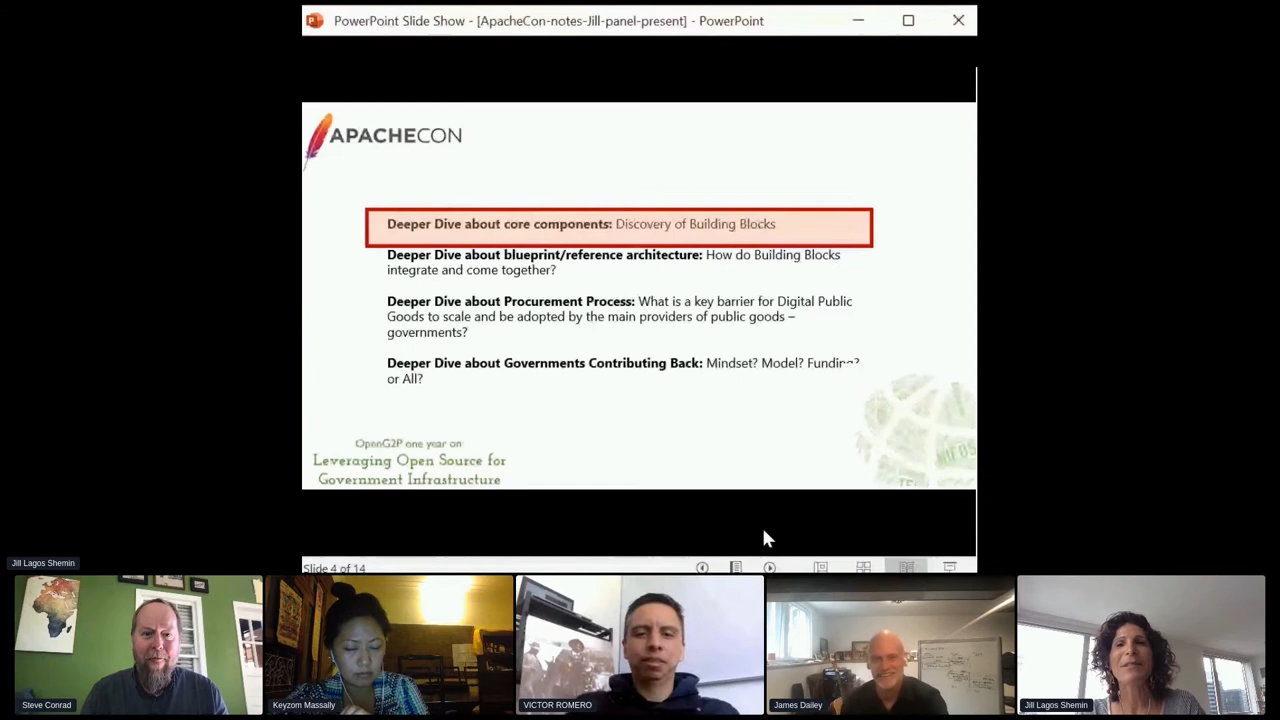 PowerPoint Slide Show - [ApacheCon-notes-Jill-panel-present] - PowerPoint
APACHECON
Deeper Dive about core components: Discovery of Building Blocks
Deeper Dive about blueprint/reference architecture: How do Building Blocks
integrate and come together?
Deeper Dive about Procurement Process: What is a key barrier for Digital Public
Goods to scale and be adopted by the main providers of public goods –
governments?
Deeper Dive about Governments Contributing Back: Mindset? Model? Funding?
or All?
OpenG2P one year on
Leveraging Open Source for
Government Infrastructure
Slide 4 of 14
Jill Lagos Shemin
Steve Conrad
Keyzom Massally
VICTOR ROMERO
James Dailey
Jill Lagos Shemin